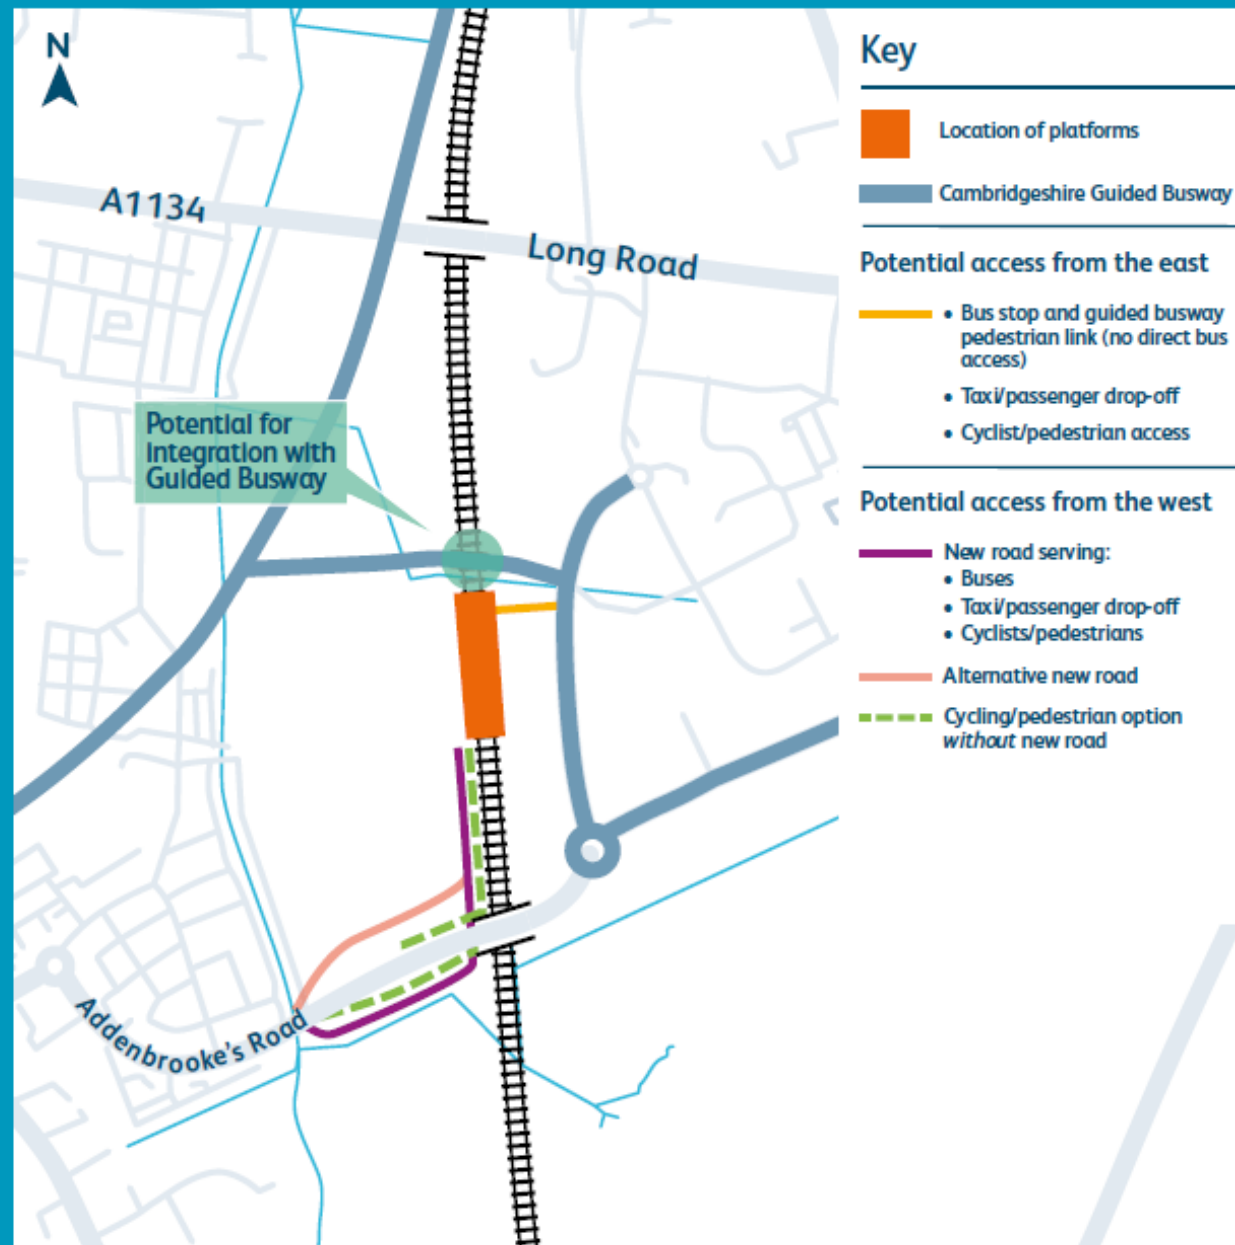 N
A1134
Long Road
Potential for
integration with
Guided Busway
Addenbrooke's Road
Key
Location of platforms
Cambridgeshire Guided Busway
Potential access from the east
• Bus stop and guided busway
pedestrian link (no direct bus
access)
• Taxi/passenger drop-off
• Cyclist/pedestrian access
Potential access from the west
New road serving:
• Buses
• Taxi/passenger drop-off
• Cyclists/pedestrians
Alternative new road
Cycling/pedestrian option
without new road